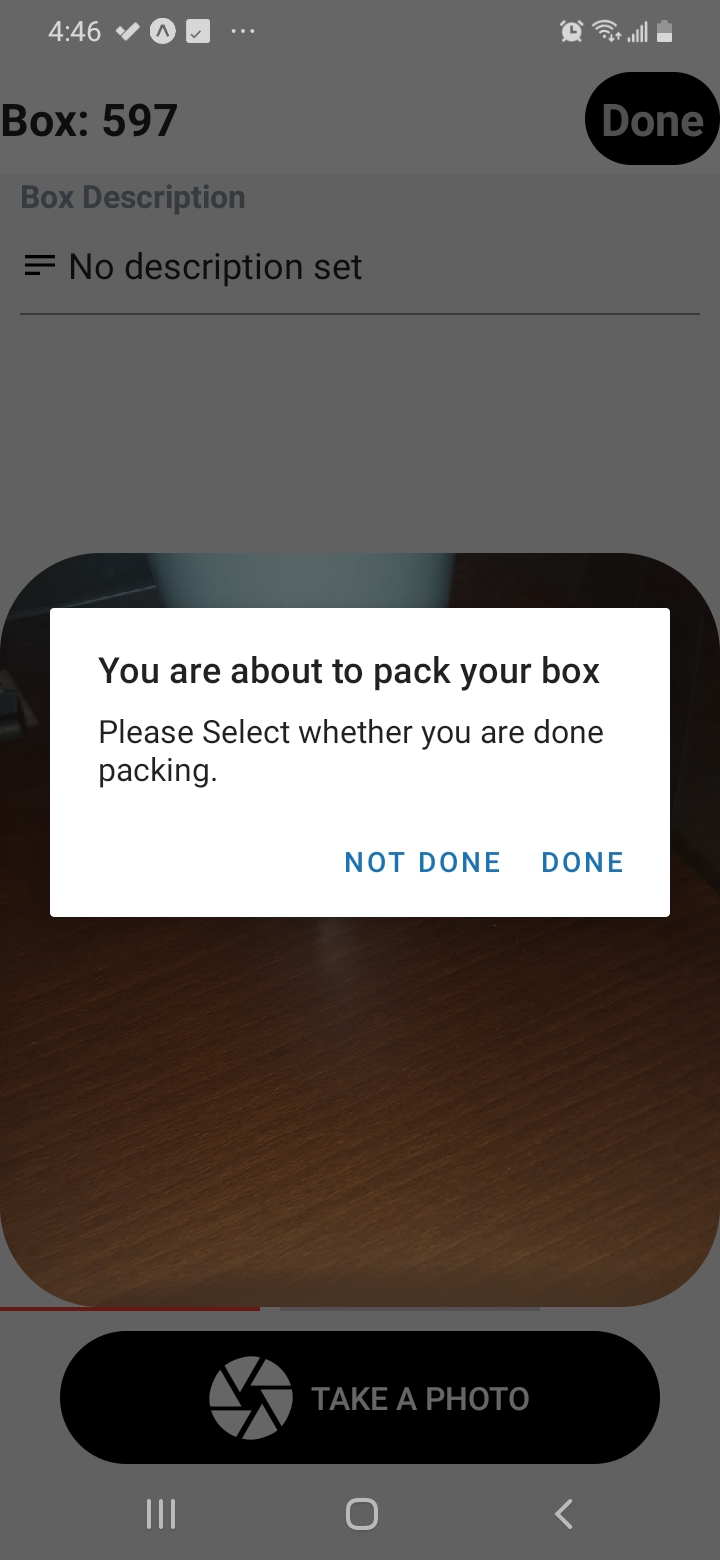 4:46
Box: 597
Done
Box Description
No description set
You are about to pack your box
Please Select whether you are done
packing.
NOT DONE DONE
TAKE A PHOTO